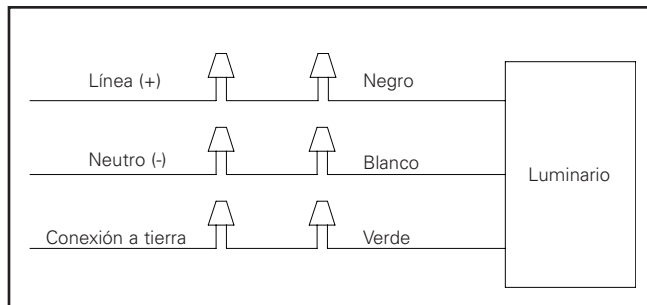 Línea (+)
Negro
Neutro (-)
Blanco
Luminario
Conexión a tierra
Verde